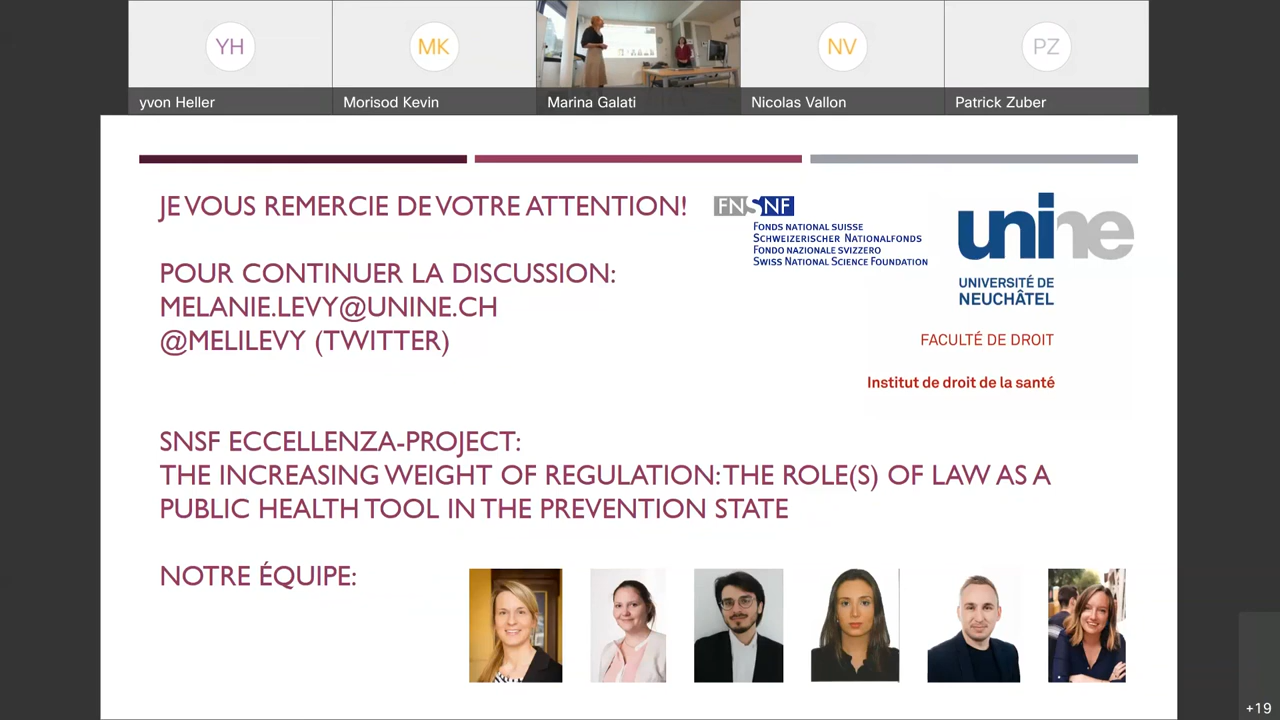 YH
MK
NV
PZ
yvon Heller
Morisod Kevin
Marina Galati
Nicolas Vallon
Patrick Zuber
JE VOUS REMERCIE DE VOTRE ATTENTION!
POUR CONTINUER LA DISCUSSION:
MELANIE.LEVY@UNINE.CH
@MELILEVY (TWITTER)
FNSNF
FONDS NATIONAL SUISSE
SCHWEIZERISCHER NATIONALFONDS
FONDO NAZIONALE SVIZZERO
SWISS NATIONAL SCIENCE FOUNDATION
unine
UNIVERSITÉ DE
NEUCHÂTEL
FACULTÉ DE DROIT
Institut de droit de la santé
SNSF ECCELLENZA-PROJECT:
THE INCREASING WEIGHT OF REGULATION: THE ROLE(S) OF LAW AS A
PUBLIC HEALTH TOOL IN THE PREVENTION STATE
NOTRE ÉQUIPE:
+19